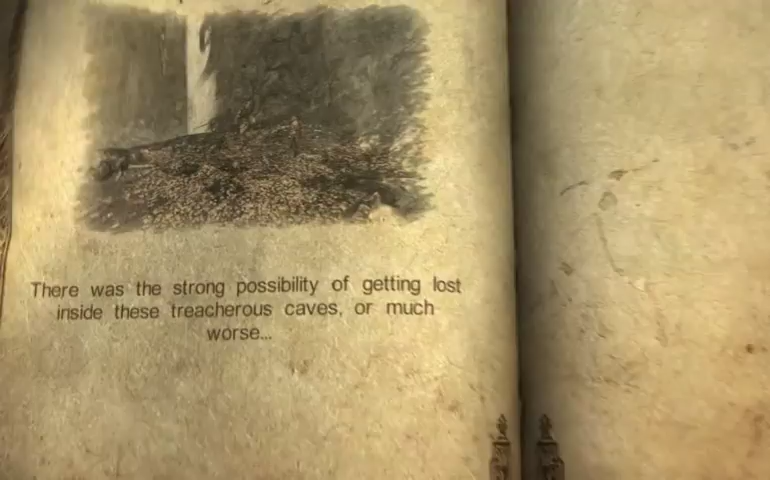 There was the strong possibility of getting lost
inside these treacherous caves, or much
worse...